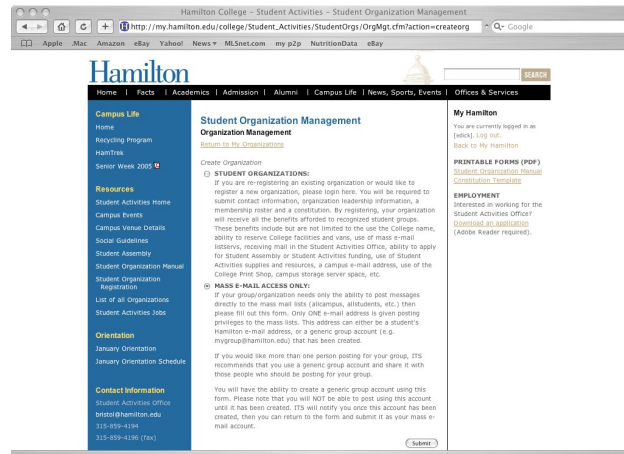 Hamilton College – Student Activities – Student Organization Management
http://my.hamilton.edu/college/Student_Activities/StudentOrgs/OrgMgt.cfm?action=createorg
Google
Apple .Mac Amazon eBay Yahoo! News MLSnet.com my p2p NutritionData eBay
Hamilton
SEARCH
Home | Facts | Academics | Admission | Alumni | Campus Life | News, Sports, Events | Offices & Services
Campus Life
Home
Recycling Program
HamTrek
Senior Week 2005
Resources
Student Activities Home
Campus Events
Campus Venue Details
Social Guidelines
Student Assembly
Student Organization Manual
Student Organization
Registration
List of all Organizations
Student Activities Jobs
Orientation
January Orientation
January Orientation Schedule
Contact Information
Student Activities Office
bristol@hamilton.edu
315-859-4194
315-859-4196 (fax)
Student Organization Management
Organization Management
Return to My Organizations
Create Organization
STUDENT ORGANIZATIONS:
If you are re-registering an existing organization or would like to
register a new organization, please login here. You will be required to
submit contact information, organization leadership information, a
membership roster and a constitution. By registering, your organization
will receive all the benefits afforded to recognized student groups.
These benefits include but are not limited to the use the College name,
ability to reserve College facilities and vans, use of mass e-mail
listservs, receiving mail in the Student Activities Office, ability to apply
for Student Assembly or Student Activities funding, use of Student
Activities supplies and resources, a campus e-mail address, use of the
College Print Shop, campus storage server space, etc.
MASS E-MAIL ACCESS ONLY:
If your group/organization needs only the ability to post messages
directly to the mass mail lists (allcampus, allstudents, etc.) then
please fill out this form. Only ONE e-mail address is given posting
privileges to the mass lists. This address can either be a student's
Hamilton e-mail address, or a generic group account (e.g.
mygroup@hamilton.edu) that has been created.
If you would like more than one person posting for your group, ITS
recommends that you use a generic group account and share it with
those people who should be posting for your group.
You will have the ability to create a generic group account using this
form. Please note that you will NOT be able to post using this account
until it has been created. ITS will notify you once this account has been
created, then you can return to the form and submit it as your mass e-
mail account.
Submit
My Hamilton
You are currently logged in as
[edick]. Log out.
Back to My Hamilton
PRINTABLE FORMS (PDF)
Student Organization Manual
Constitution Template
EMPLOYMENT
Interested in working for the
Student Activities Office?
Download an application
(Adobe Reader required).